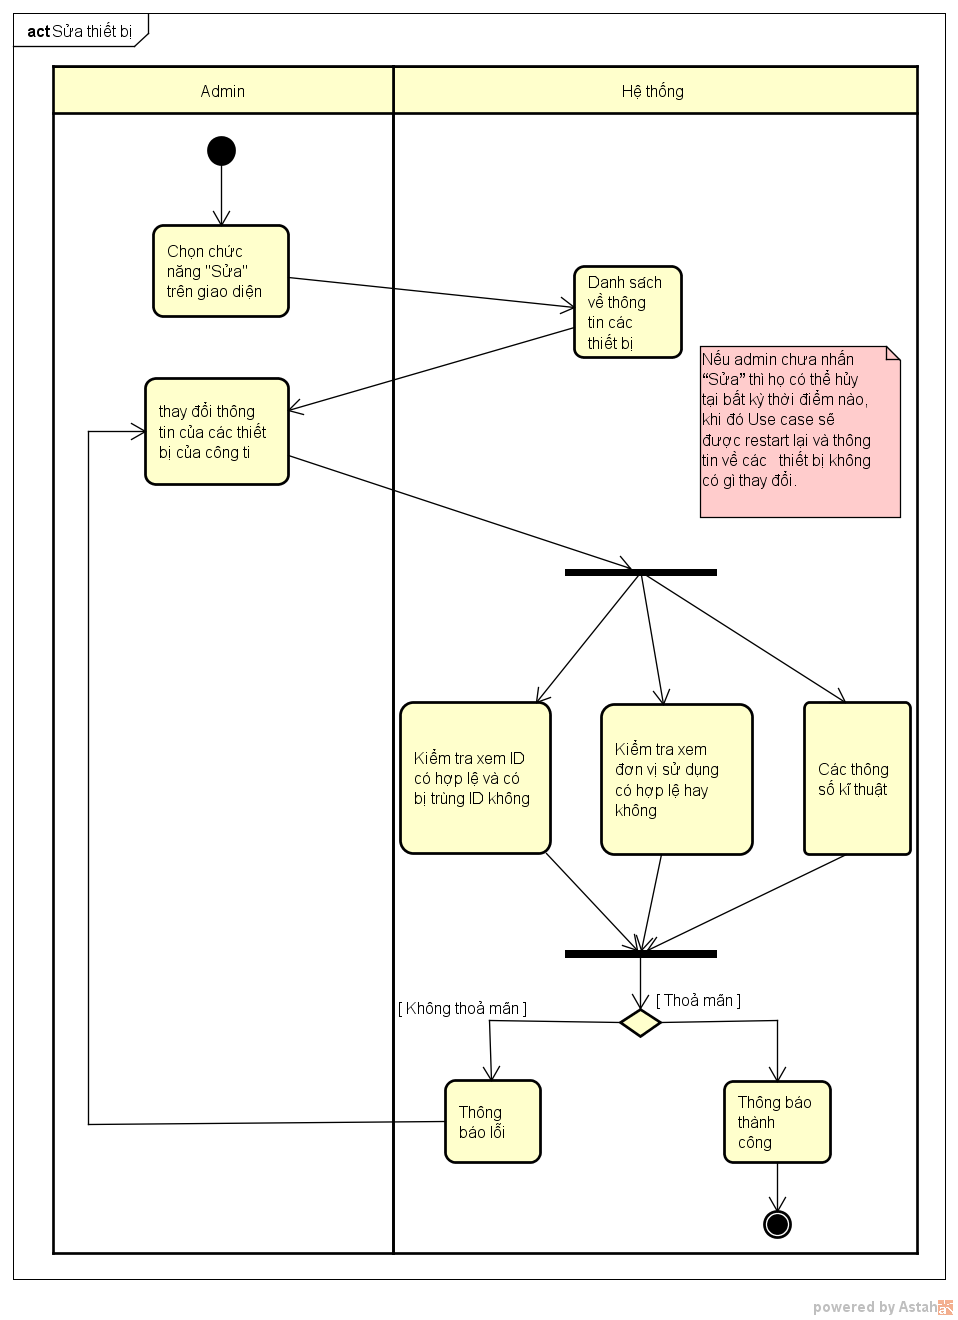 act Sửa thiết bị
Admin
Hệ thống
Chọn chức
năng "Sửa"
trên giao diện
Danh sách
về thông
tin các
thiết bị
Nếu admin chưa nhấn
“Sửa” thì họ có thể hủy
tại bất kỳ thời điểm nào,
khi đó Use case sẽ
được restart lại và thông
tin về các thiết bị không
có gì thay đổi.
thay đổi thông
tin của các thiết
bị của công ti
Kiểm tra xem ID
có hợp lệ và có
bị trùng ID không
Kiểm tra xem
đơn vị sử dụng
có hợp lệ hay
không
Các thông
số kĩ thuật
[ Không thoả mãn ]
[ Thoả mãn ]
Thông
báo lỗi
Thông báo
thành
công
powered by Astah